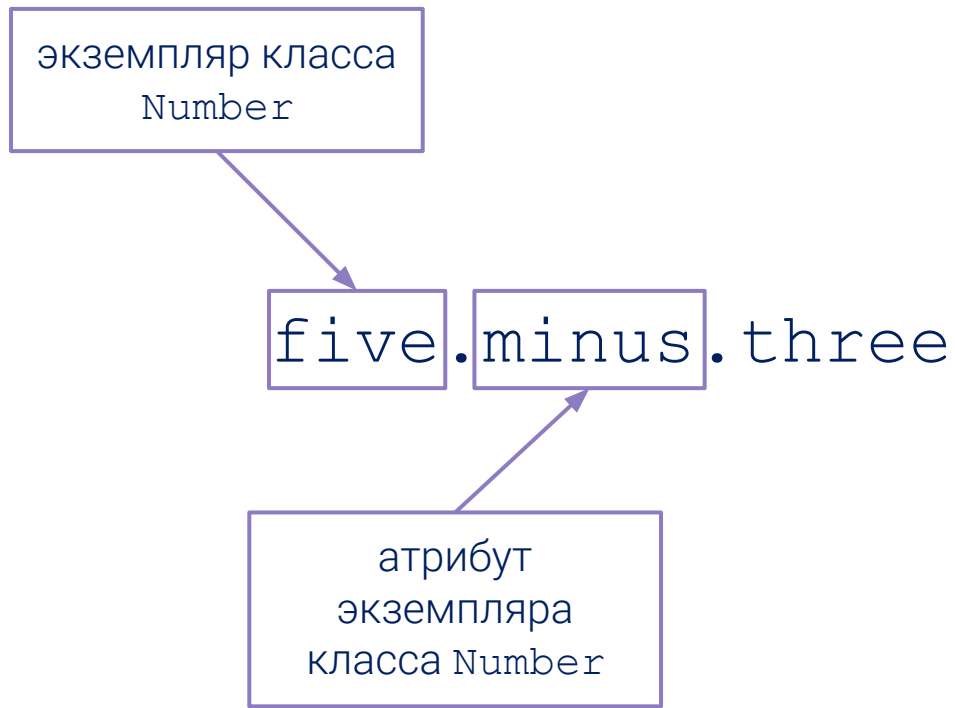 экземпляр класса
Number
five.minus.three
атрибут
экземпляра
класса Number